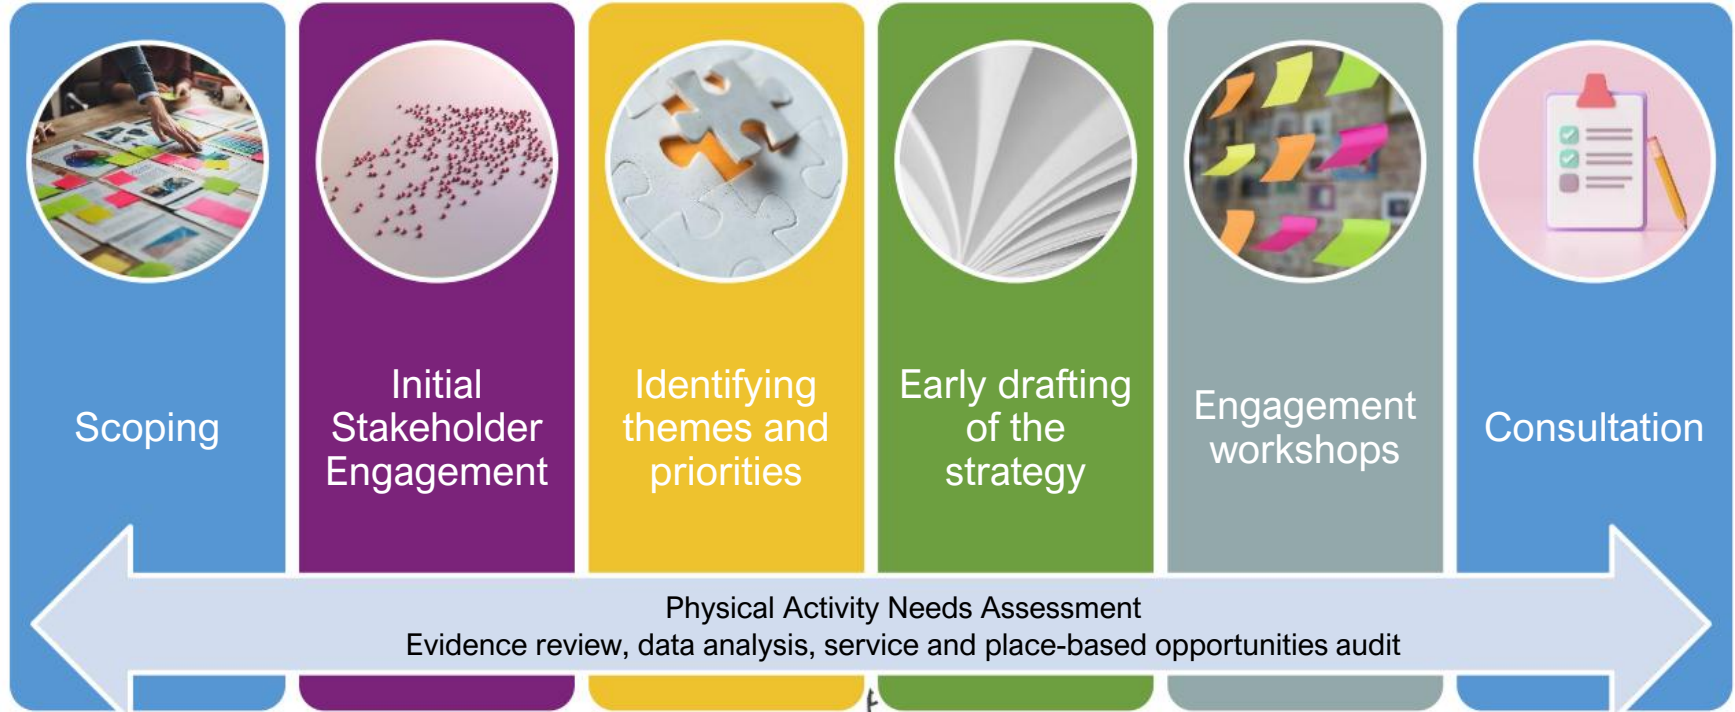 Scoping
Initial
Stakeholder
Engagement
Identifying
themes and
priorities
Early drafting
of the
strategy
Engagement
workshops
Consultation
Physical Activity Needs Assessment
Evidence review, data analysis, service and place-based opportunities audit